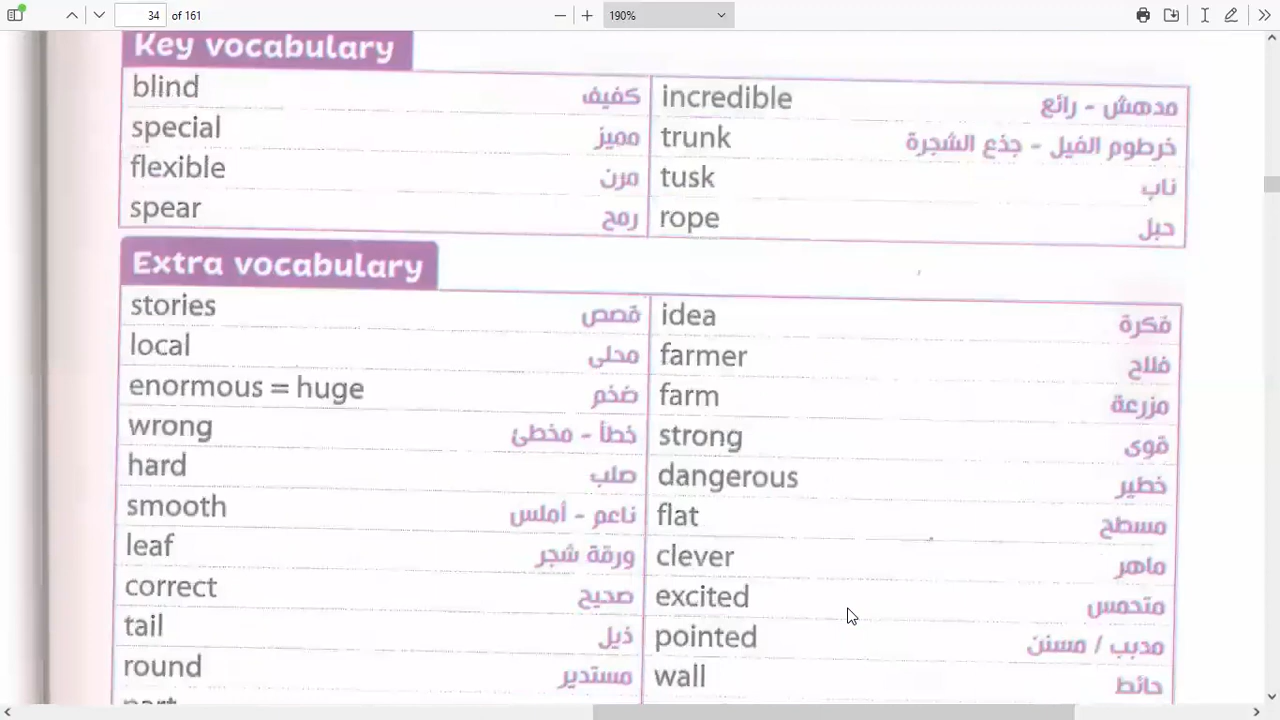 34 of 161
190%
Key vocabulary
blind كفيف
incredible مدهش - رائع
special مميز
trunk خرطوم الفيل - جذع الشجرة
flexible مرن
tusk ناب
spear رمح
rope حبل
Extra vocabulary
stories قصص
idea فكرة
local محلى
farmer فلاح
enormous = huge ضخم
farm مزرعة
wrong خطأ - مخطئ
strong قوى
hard صلب
dangerous خطير
smooth ناعم - أملس
flat مسطح
leaf ورقة شجر
clever ماهر
correct صحيح
excited متحمس
tail ذيل
pointed مدبب / مسنن
round مستدير
wall حائط